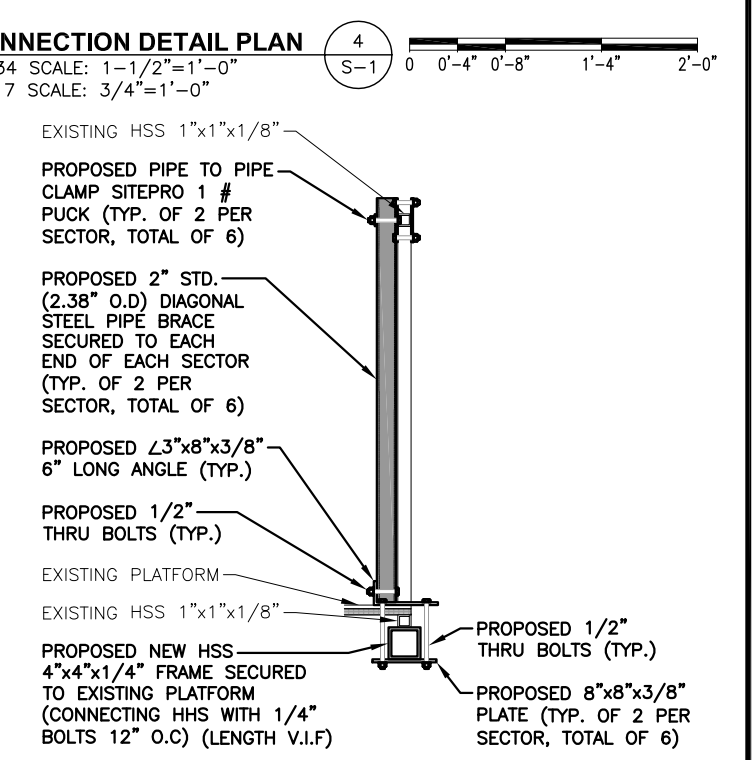 NNECTION DETAIL PLAN
34 SCALE: 1-1/2"=1'-0"
7 SCALE: 3/4"=1'-0"
4
S-1
0 0'-4" 0'-8" 1'-4" 2'-0"
EXISTING HSS 1"x1"x1/8"
PROPOSED PIPE TO PIPE
CLAMP SITEPRO 1 #
PUCK (TYP. OF 2 PER
SECTOR, TOTAL OF 6)
PROPOSED 2" STD.
(2.38" O.D) DIAGONAL
STEEL PIPE BRACE
SECURED TO EACH
END OF EACH SECTOR
(TYP. OF 2 PER
SECTOR, TOTAL OF 6)
PROPOSED ∠3"x8"x3/8"
6" LONG ANGLE (TYP.)
PROPOSED 1/2"
THRU BOLTS (TYP.)
EXISTING PLATFORM
EXISTING HSS 1"x1"x1/8"
PROPOSED NEW HSS
4"x4"x1/4" FRAME SECURED
TO EXISTING PLATFORM
(CONNECTING HHS WITH 1/4"
BOLTS 12" O.C) (LENGTH V.I.F)
PROPOSED 1/2"
THRU BOLTS (TYP.)
PROPOSED 8"x8"x3/8"
PLATE (TYP. OF 2 PER
SECTOR, TOTAL OF 6)